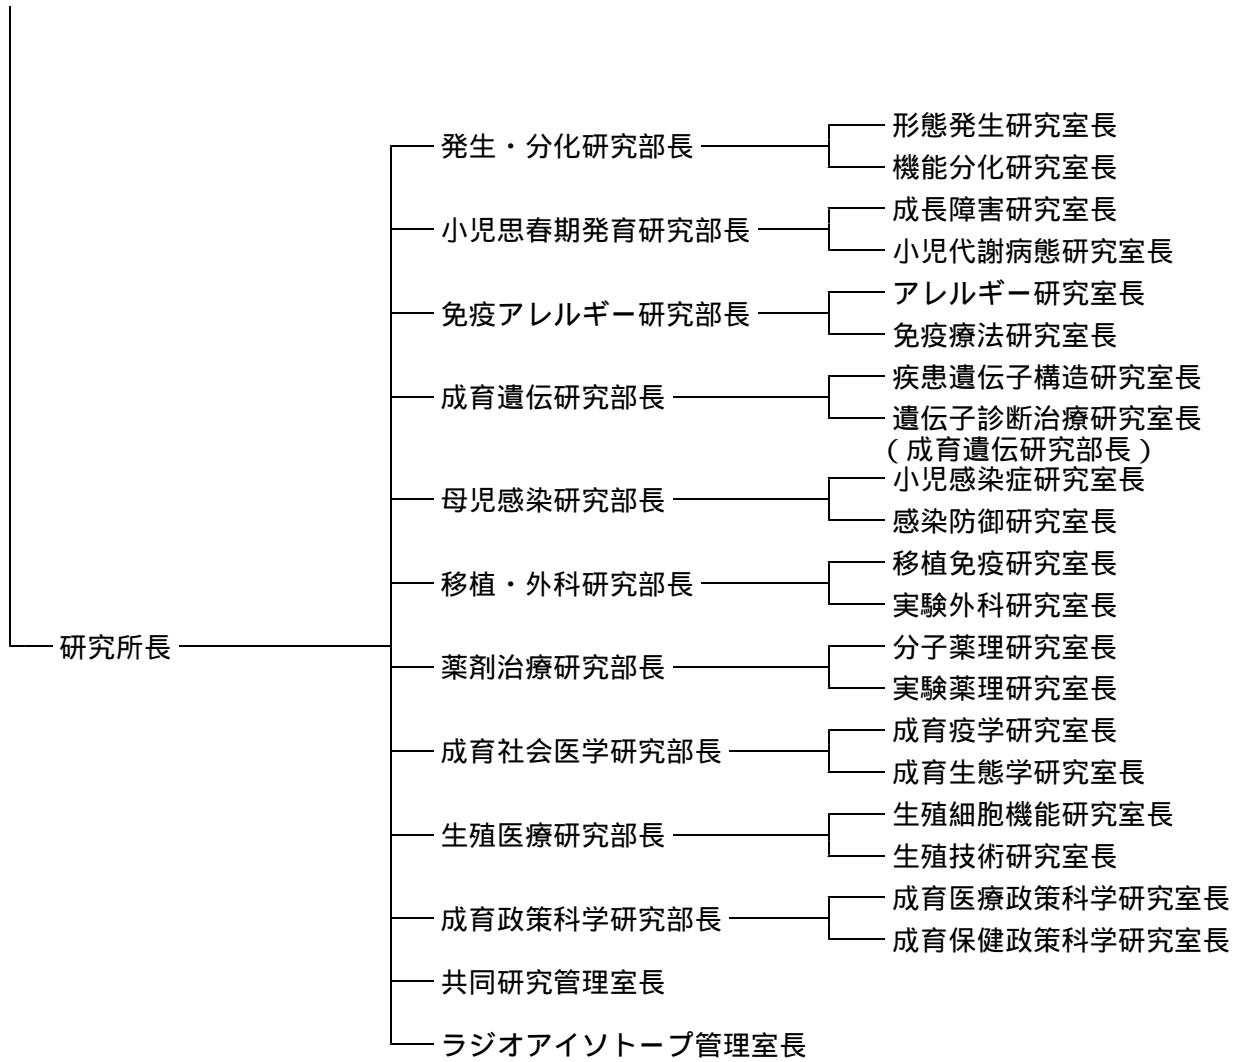 形態発生研究室長
発生・分化研究部長
機能分化研究室長
成長障害研究室長
小児思春期発育研究部長
小児代謝病態研究室長
アレルギー研究室長
免疫アレルギー研究部長
免疫療法研究室長
疾患遺伝子構造研究室長
成育遺伝研究部長
遺伝子診断治療研究室長
(成育遺伝研究部長)
小児感染症研究室長
母児感染研究部長
感染防御研究室長
移植免疫研究室長
移植・外科研究部長
実験外科研究室長
研究所長
分子薬理研究室長
薬剤治療研究部長
実験薬理研究室長
成育疫学研究室長
成育社会医学研究部長
成育生態学研究室長
生殖細胞機能研究室長
生殖医療研究部長
生殖技術研究室長
成育医療政策科学研究室長
成育政策科学研究部長
成育保健政策科学研究室長
共同研究管理室長
ラジオアイソトープ管理室長